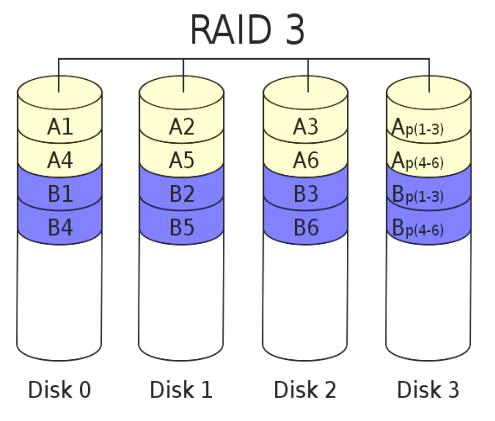 RAID 3
A1 A2 A3 Ap(1-3)
A4 A5 A6 Ap(4-6)
B1 B2 B3 Bp(1-3)
B4 B5 B6 Bp(4-6)
Disk 0 Disk 1 Disk 2 Disk 3